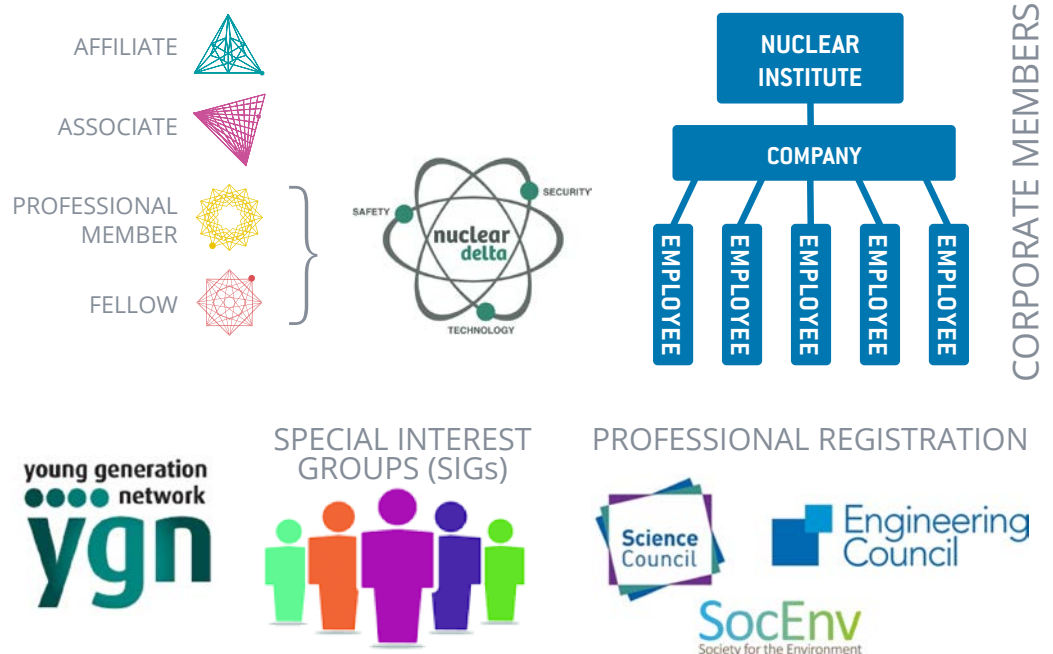 AFFILIATE
ASSOCIATE
PROFESSIONAL
MEMBER
FELLOW
SAFETY
SECURITY
nuclear
delta
TECHNOLOGY
NUCLEAR
INSTITUTE
COMPANY
EMPLOYEE
EMPLOYEE
EMPLOYEE
EMPLOYEE
EMPLOYEE
CORPORATE MEMBERS
young generation
network
ygn
SPECIAL INTEREST
GROUPS (SIGs)
PROFESSIONAL REGISTRATION
Science
Council
Engineering
Council
SocEnv
Society for the Environment